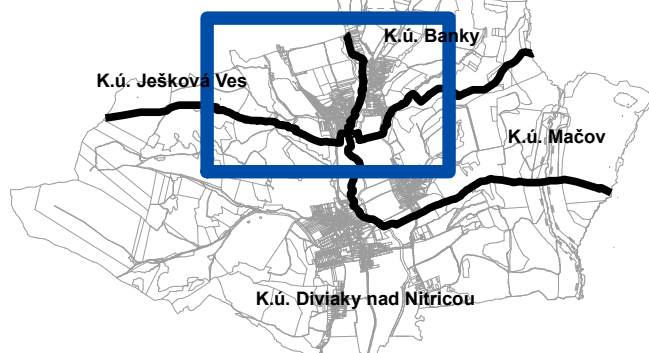 K.ú. Banky
K.ú. Ješková Ves
K.ú. Mačov
K.ú. Diviaky nad Nitricou